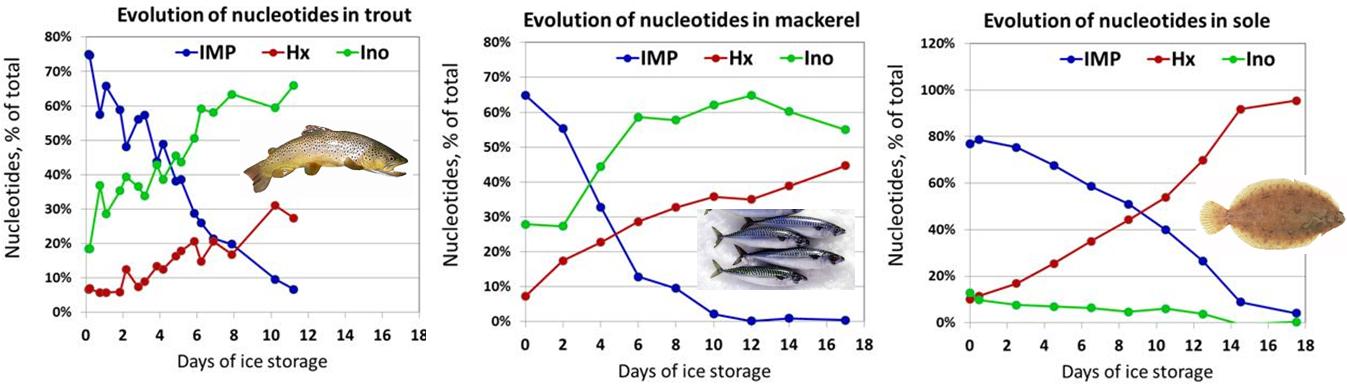 Evolution of nucleotides in trout
IMP Hx Ino
Nucleotides, % of total
80%
70%
60%
50%
40%
30%
20%
10%
0%
0 2 4 6 8 10 12 14 16 18
Days of ice storage
Evolution of nucleotides in mackerel
IMP Hx Ino
Nucleotides, % of total
80%
70%
60%
50%
40%
30%
20%
10%
0%
0 2 4 6 8 10 12 14 16 18
Days of ice storage
Evolution of nucleotides in sole
IMP Hx Ino
Nucleotides, % of total
120%
100%
80%
60%
40%
20%
0%
0 2 4 6 8 10 12 14 16 18
Days of ice storage